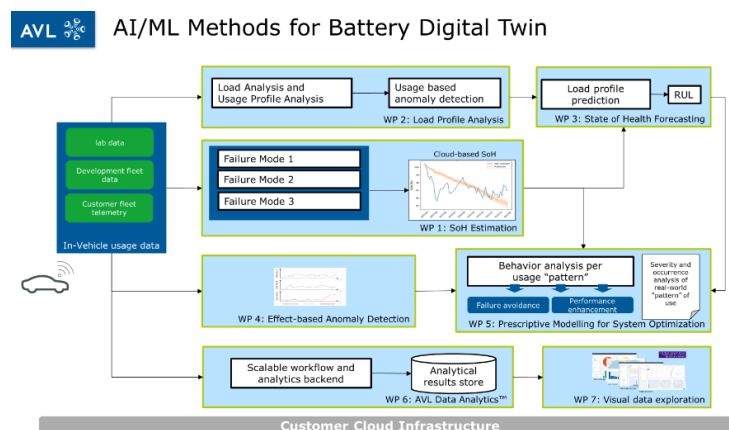 AVL
AI/ML Methods for Battery Digital Twin
lab data
Development fleet
data
Customer fleet
telemetry
In-Vehicle usage data
Load Analysis and
Usage Profile Analysis
Usage based
anomaly detection
WP 2: Load Profile Analysis
Load profile
prediction
RUL
WP 3: State of Health Forecasting
Failure Mode 1
Failure Mode 2
Failure Mode 3
Cloud-based SoH
WP 1: SoH Estimation
WP 4: Effect-based Anomaly Detection
Behavior analysis per
usage “pattern”
Failure avoidance
Performance
enhancement
Severity and
occurrence
analysis of
real-world
“pattern” of
use
WP 5: Prescriptive Modelling for System Optimization
Scalable workflow and
analytics backend
Analytical
results store
WP 6: AVL Data Analytics™
WP 7: Visual data exploration
Customer Cloud Infrastructure